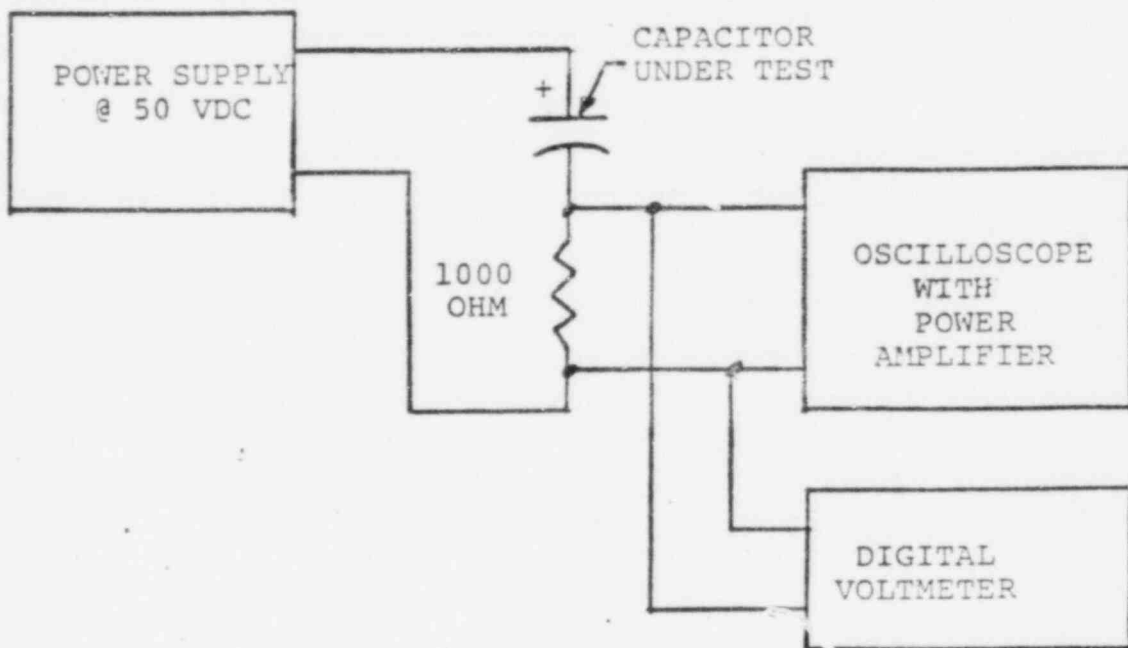 POWER SUPPLY
@ 50 VDC
CAPACITOR
UNDER TEST
+
1000
OHM
OSCILLOSCOPE
WITH
POWER
AMPLIFIER
DIGITAL
VOLTMETER